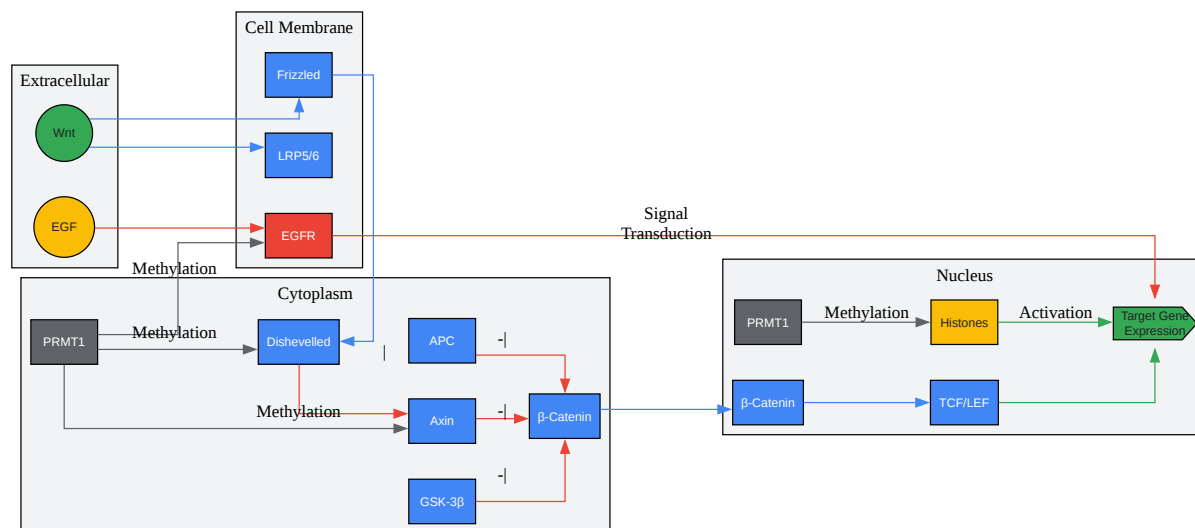 Extracellular
Wnt
EGF
Cell Membrane
Frizzled
LRP5/6
EGFR
Signal
Transduction
Methylation
Cytoplasm
PRMT1
Methylation
Dishevelled
|
APC
-|
Methylation
Axin
-|
β-Catenin
GSK-3β
-|
Nucleus
PRMT1
Methylation
Histones
Activation
Target Gene
Expression
β-Catenin
TCF/LEF